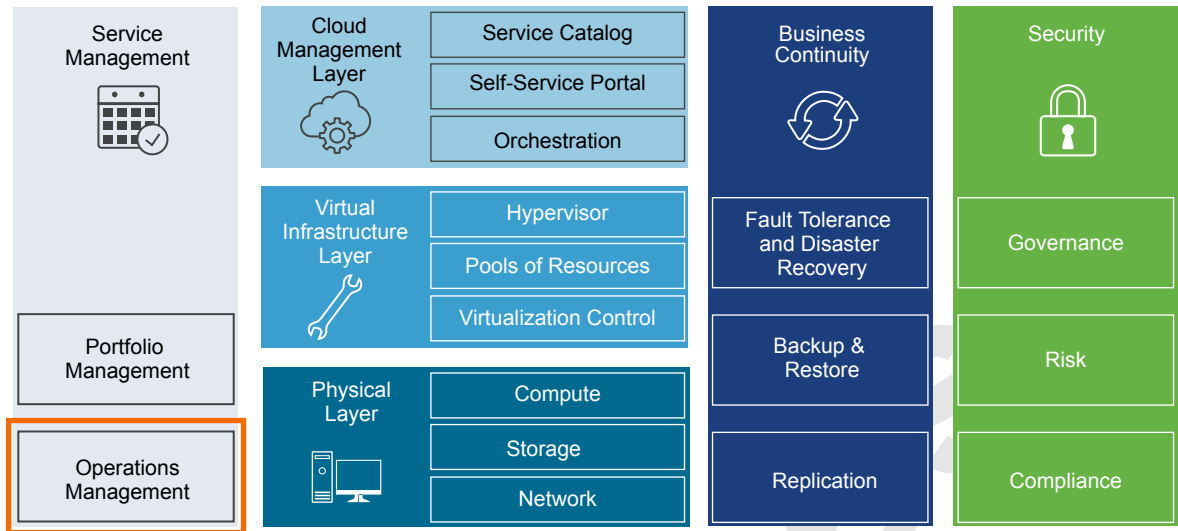 Service
Management
Portfolio
Management
Operations
Management
Cloud
Management
Layer
Service Catalog
Self-Service Portal
Orchestration
Virtual
Infrastructure
Layer
Hypervisor
Pools of Resources
Virtualization Control
Physical
Layer
Compute
Storage
Network
Business
Continuity
Fault Tolerance
and Disaster
Recovery
Backup &
Restore
Replication
Security
Governance
Risk
Compliance